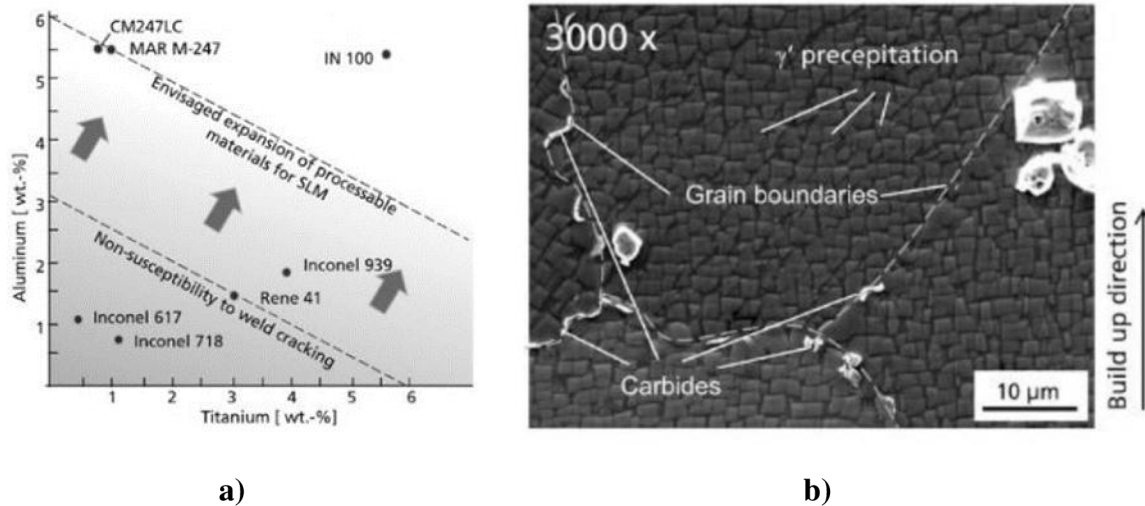 6
5
4
3
2
1
Aluminum [ wt.-%]
CM247LC
MAR M-247
IN 100
Envisaged expansion of processable
materials for SLM
Non-susceptibility to weld cracking
Inconel 939
Rene 41
Inconel 617
Inconel 718
1 2 3 4 5 6
Titanium [ wt.-%]
a)
3000 x
γ' precepitation
Grain boundaries
Carbides
10 µm
Build up direction
b)